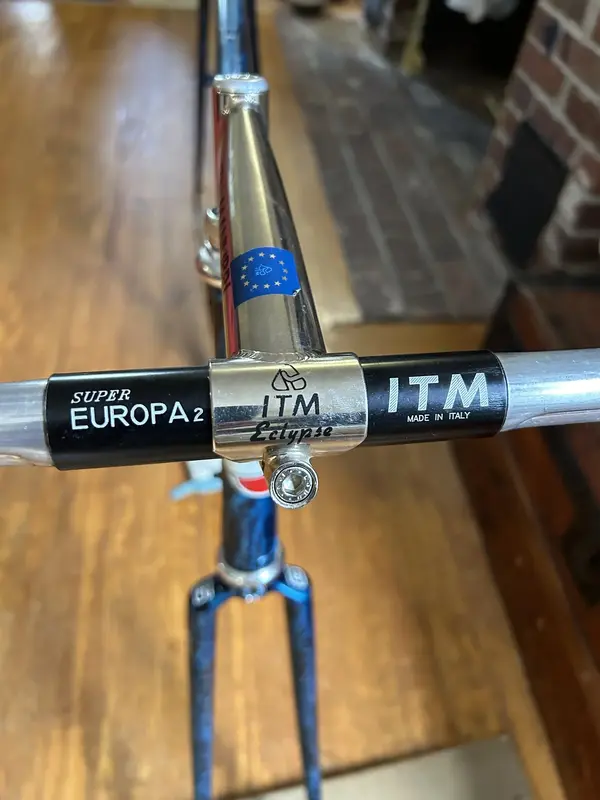 SUPER
EUROPA 2
ITM
Eclypse
ITM
MADE IN ITALY